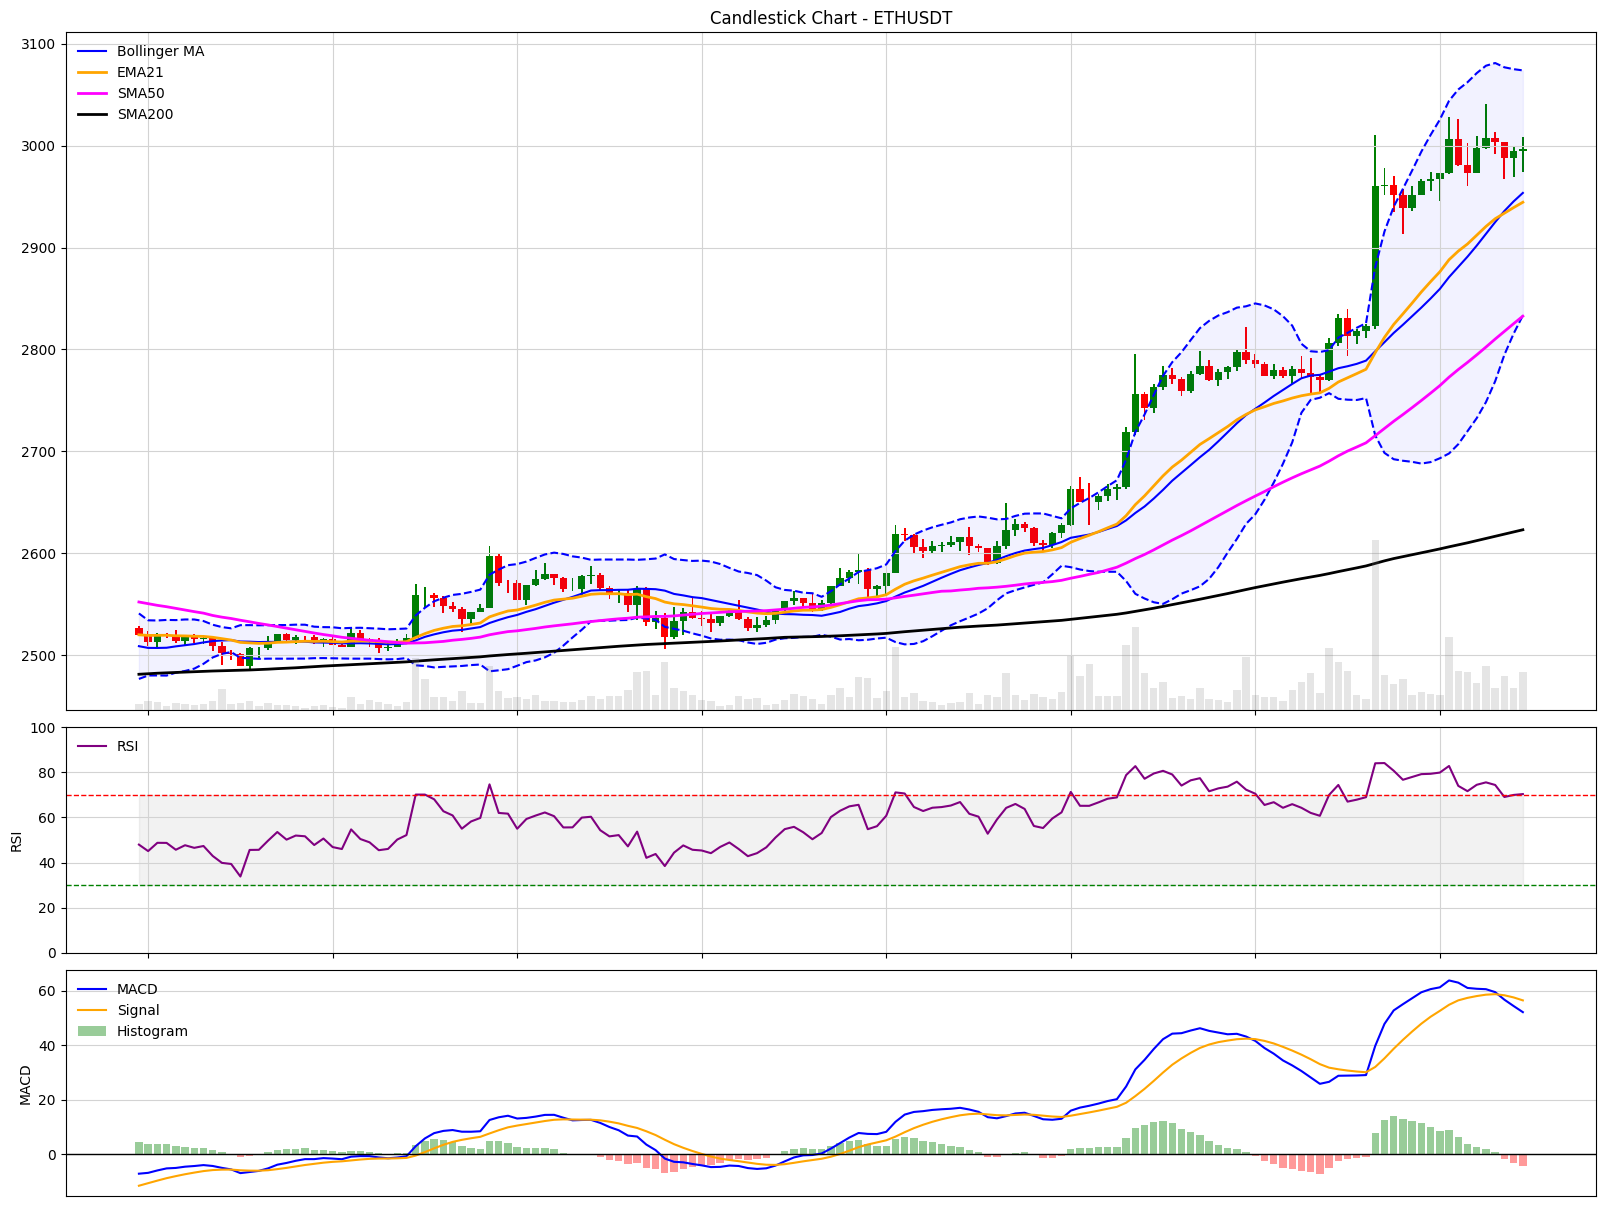 Candlestick Chart - ETHUSDT
Bollinger MA
EMA21
SMA50
SMA200
3100
3000
2900
2800
2700
2600
2500
RSI
100
80
60
40
20
0
RSI
MACD
Signal
Histogram
60
40
20
0
MACD